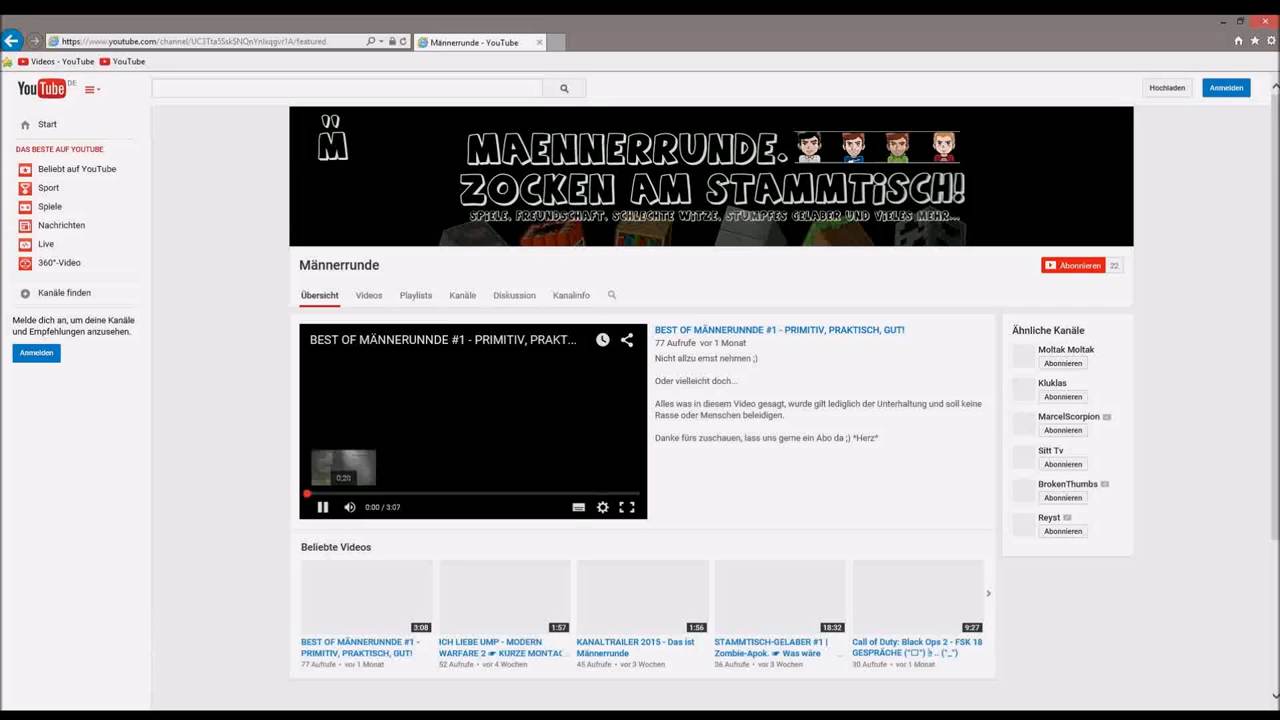 https://www.youtube.com/channel/
Männerrunde - YouTube
Videos - YouTube
YouTube
YouTube DE
Hochladen
Anmelden
Start
DAS BESTE AUF YOUTUBE
Beliebt auf YouTube
Sport
Spiele
Nachrichten
Live
360°-Video
Kanäle finden
Melde dich an, um deine Kanäle
und Empfehlungen anzusehen.
Anmelden
M̈
MAENNERRUNDE.
ZOCKEN AM STAMMTiSCH!
SPIELE, FREUNDSCHAFT, SCHLECHTE WITZE, STUMPFES GELABER UND VIELES MEHR...
Männerrunde
Abonnieren 22
Übersicht Videos Playlists Kanäle Diskussion Kanalinfo
BEST OF MÄNNERUNNDE #1 - PRIMITIV, PRAKT...
0:20
0:00 / 3:07
BEST OF MÄNNERUNNDE #1 - PRIMITIV, PRAKTISCH, GUT!
77 Aufrufe vor 1 Monat
Nicht allzu ernst nehmen ;)
Oder vielleicht doch...
Alles was in diesem Video gesagt, wurde gilt lediglich der Unterhaltung und soll keine
Rasse oder Menschen beleidigen.
Danke fürs zuschauen, lass uns gerne ein Abo da ;) *Herz*
Ähnliche Kanäle
Moltak Moltak
Abonnieren
Kluklas
Abonnieren
MarcelScorpion
Abonnieren
Sitt Tv
Abonnieren
BrokenThumbs
Abonnieren
Reyst
Abonnieren
Beliebte Videos
3:08
BEST OF MÄNNERUNNDE #1 -
PRIMITIV, PRAKTISCH, GUT!
77 Aufrufe • vor 1 Monat
1:57
ICH LIEBE UMP - MODERN
WARFARE 2 ☛ KURZE MONTAG
52 Aufrufe • vor 4 Wochen
1:56
KANALTRAILER 2015 - Das ist
Männerrunde
45 Aufrufe • vor 3 Wochen
18:32
STAMMTISCH-GELABER #1 |
Zombie-Apok. ☛ Was wäre
36 Aufrufe • vor 3 Wochen
9:27
Call of Duty: Black Ops 2 - FSK 18
GESPRÄCHE
30 Aufrufe • vor 1 Monat